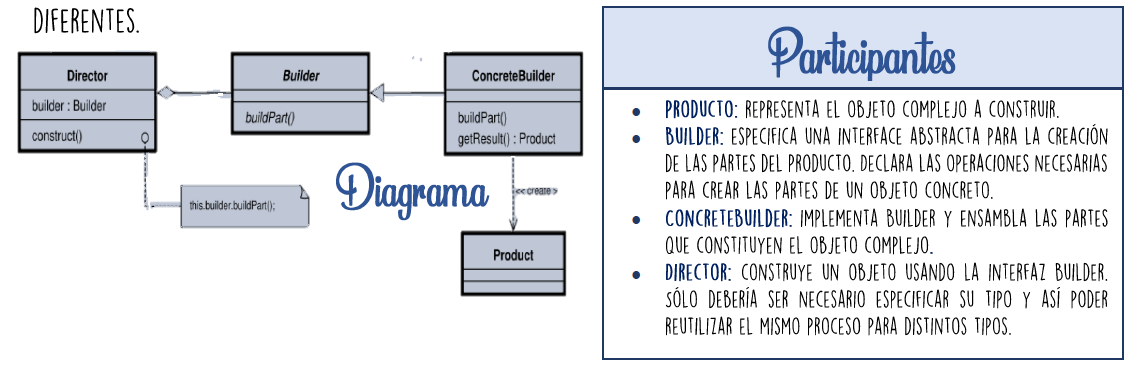 DIFERENTES.
Director
builder : Builder
construct()
this.builder.buildPart();
Builder
buildPart()
ConcreteBuilder
buildPart()
getResult() : Product
<< create >
Product
Diagrama
Participantes
• PRODUCTO: REPRESENTA EL OBJETO COMPLEJO A CONSTRUIR.
• BUILDER: ESPECIFICA UNA INTERFACE ABSTRACTA PARA LA CREACIÓN
DE LAS PARTES DEL PRODUCTO. DECLARA LAS OPERACIONES NECESARIAS
PARA CREAR LAS PARTES DE UN OBJETO CONCRETO.
• CONCRETEBUILDER: IMPLEMENTA BUILDER Y ENSAMBLA LAS PARTES
QUE CONSTITUYEN EL OBJETO COMPLEJO.
• DIRECTOR: CONSTRUYE UN OBJETO USANDO LA INTERFAZ BUILDER.
SÓLO DEBERÍA SER NECESARIO ESPECIFICAR SU TIPO Y ASÍ PODER
REUTILIZAR EL MISMO PROCESO PARA DISTINTOS TIPOS.